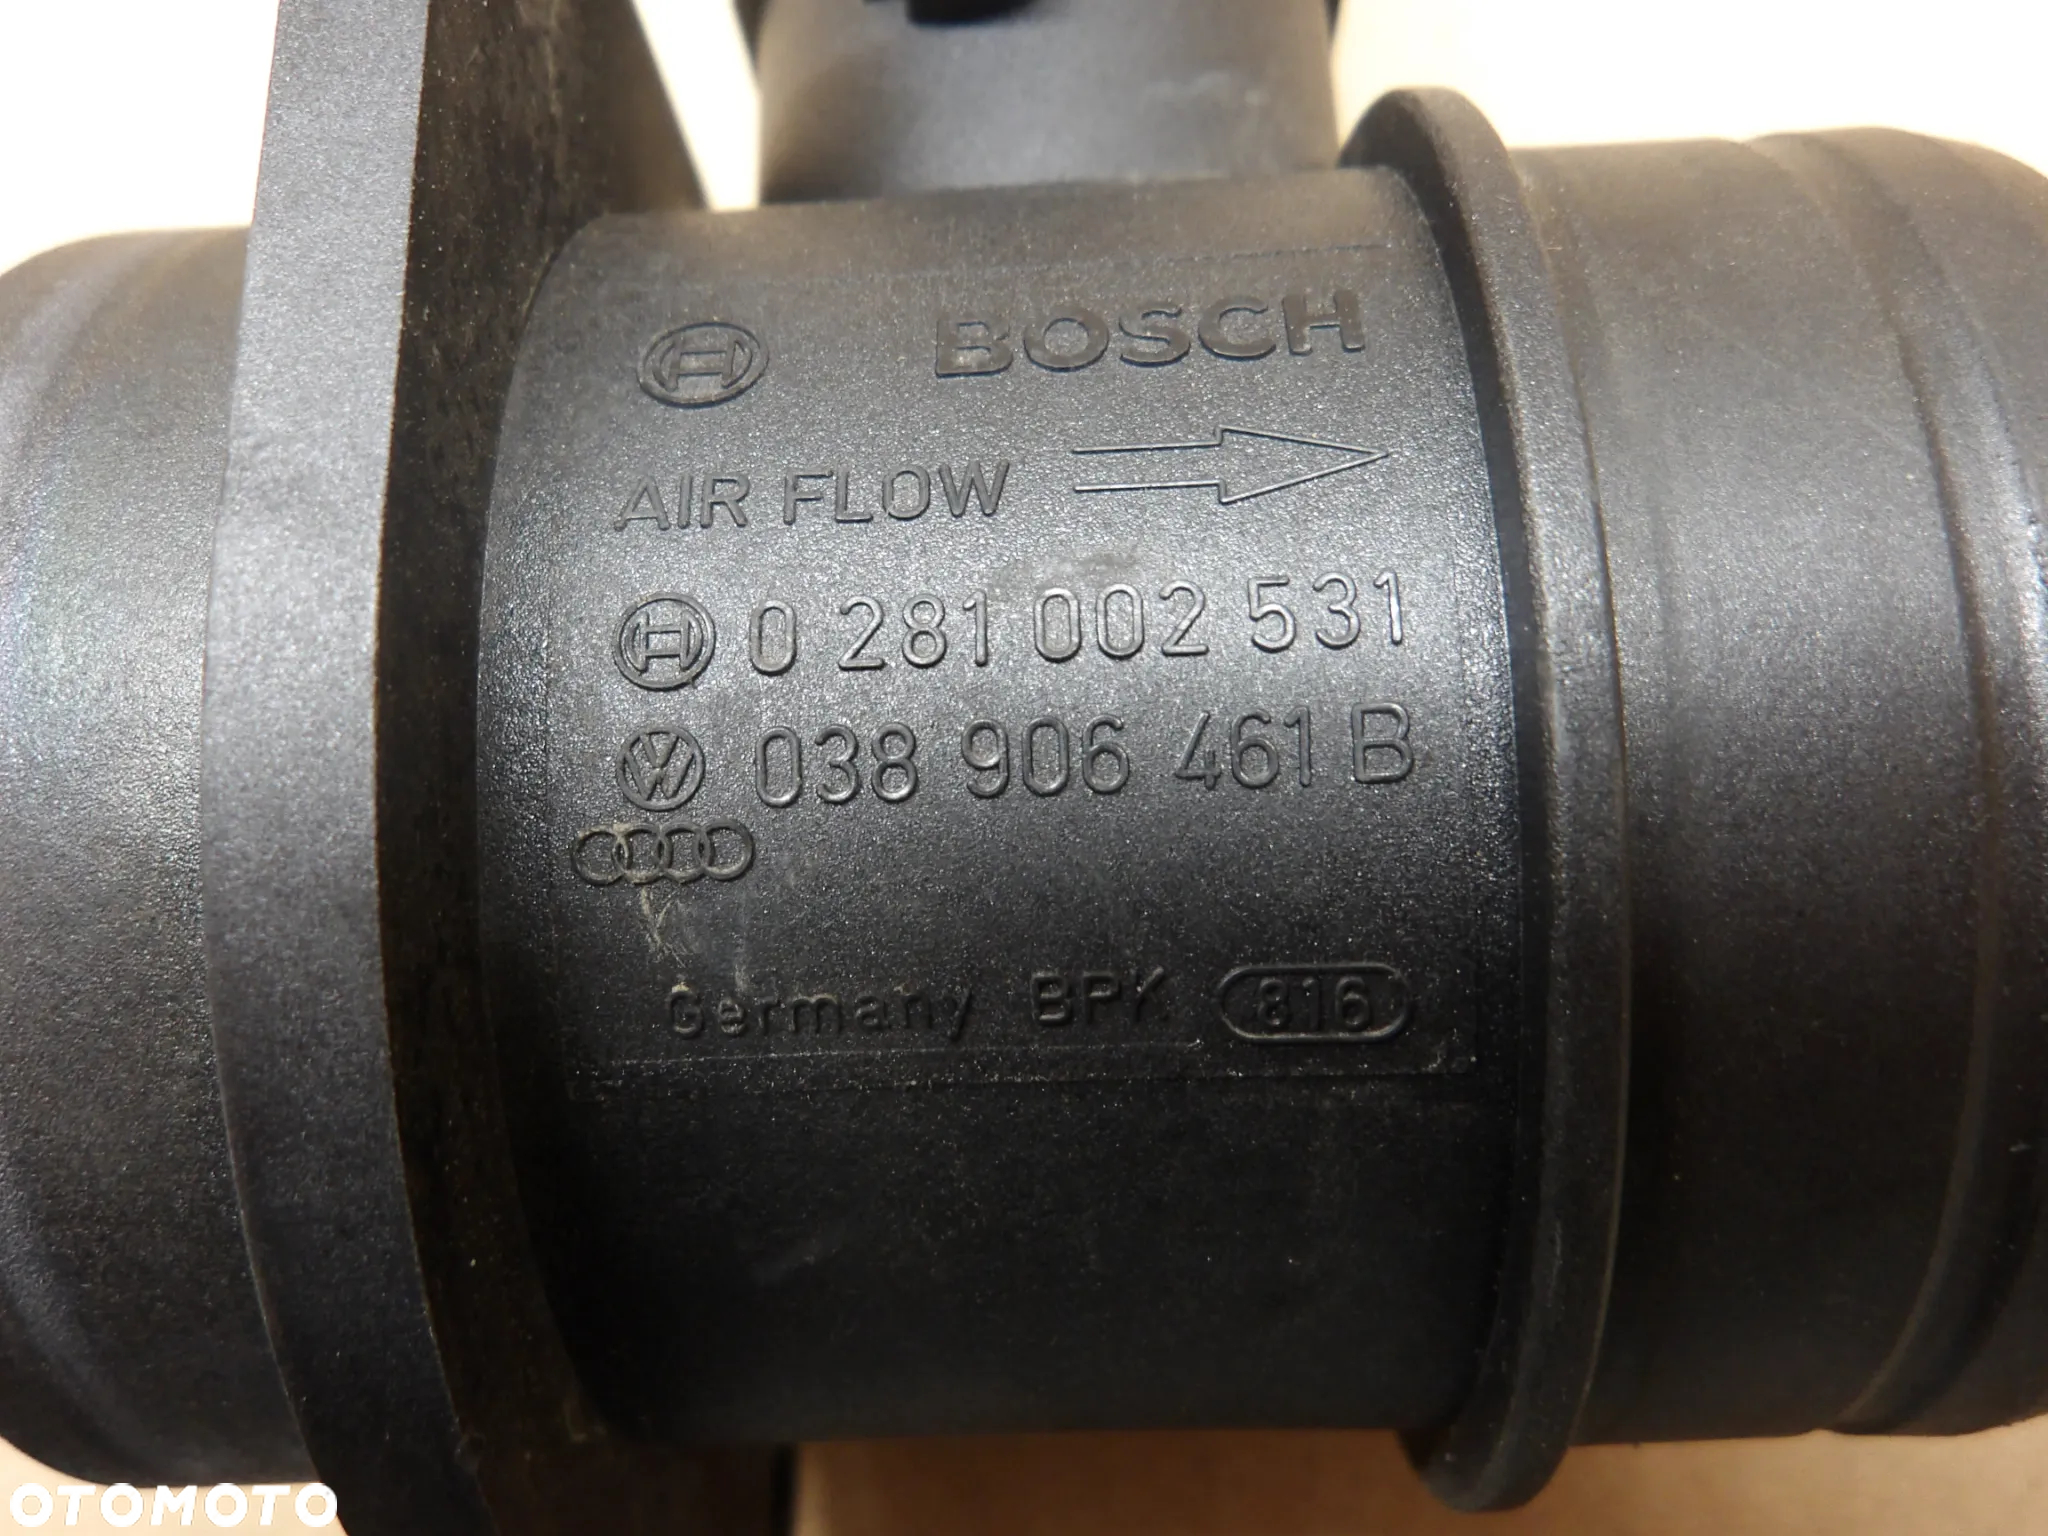 BOSCH
AIR FLOW
0 281 002 531
038 906 461 B
Germany BPK 816
OTOMOTO